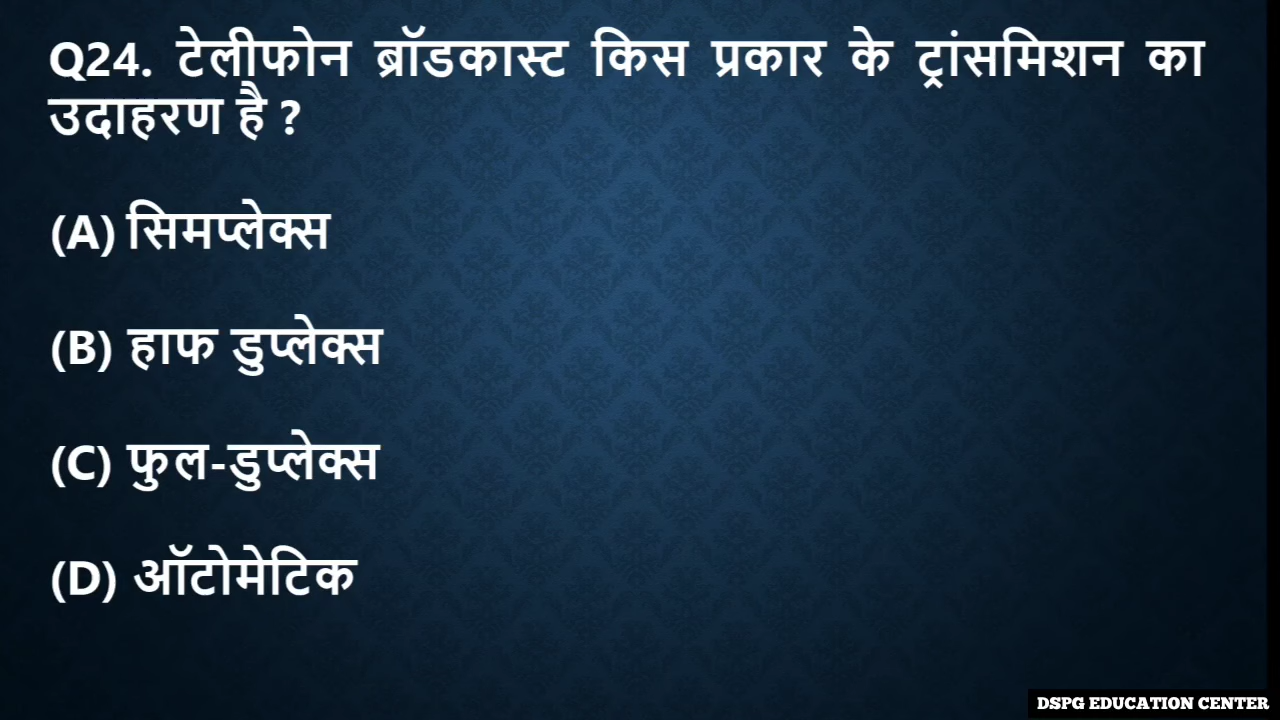 Q24. टेलीफोन ब्रॉडकास्ट किस प्रकार के ट्रांसमिशन का
उदाहरण है ?
(A) सिमप्लेक्स
(B) हाफ डुप्लेक्स
(C) फुल-डुप्लेक्स
(D) ऑटोमेटिक
DSPG EDUCATION CENTER